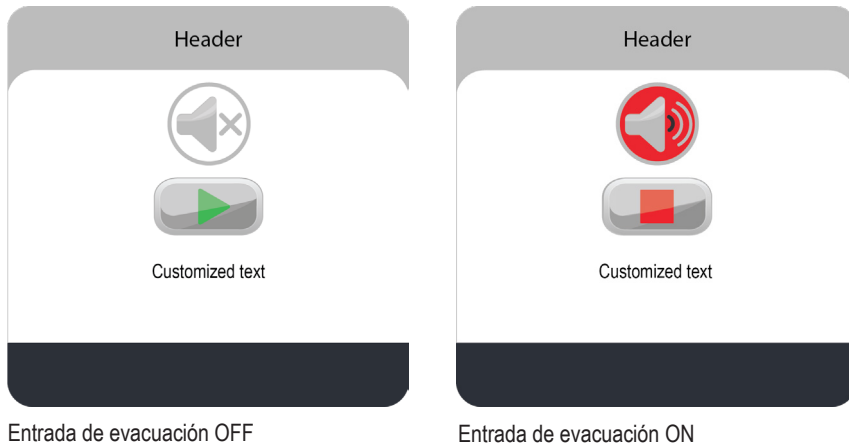 Header
Customized text
Entrada de evacuación OFF
Header
Customized text
Entrada de evacuación ON